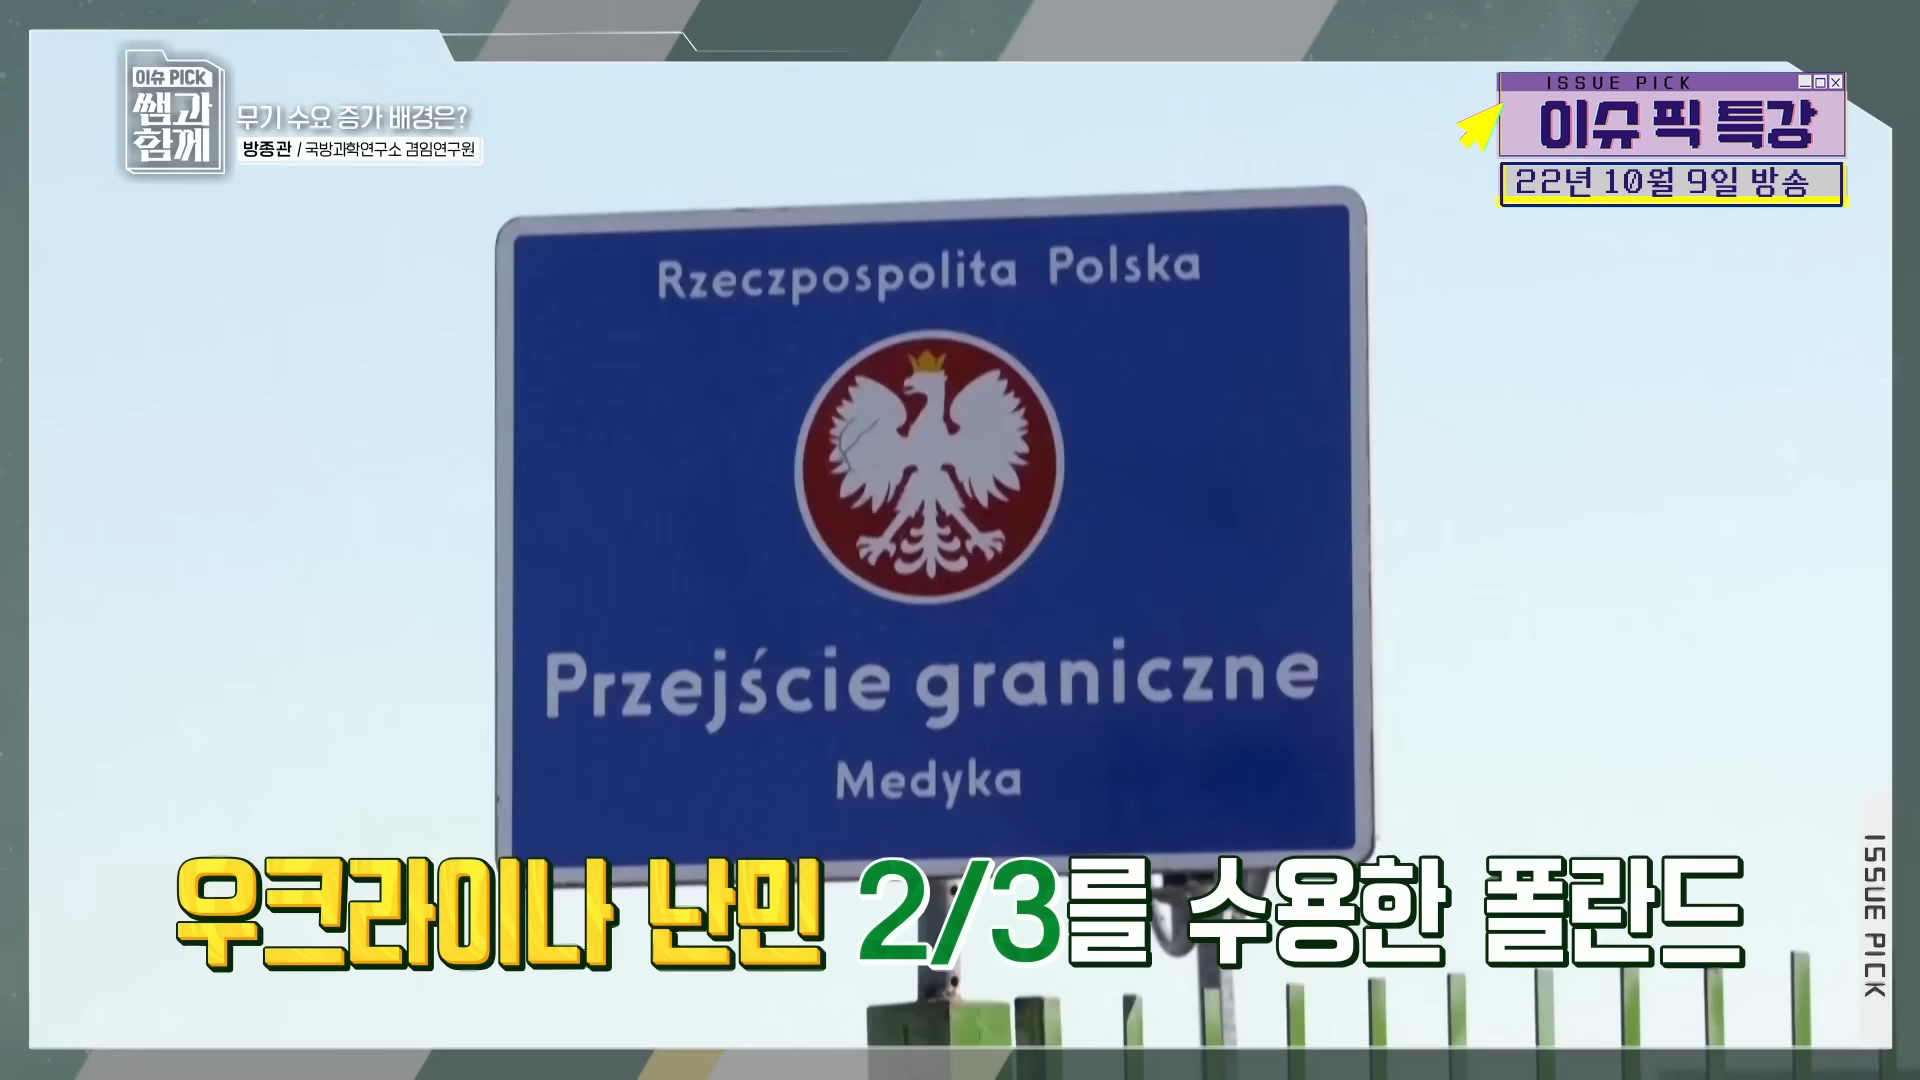 이슈 PICK
쌤과
함께
무기 수요 증가 배경은?
방종관 / 국방과학연구소 겸임연구원
ISSUE PICK
이슈 픽 특강
22년 10월 9일 방송
Rzeczpospolita Polska
Przejście graniczne
Medyka
우크라이나 난민 2/3를 수용한 폴란드
ISSUE PICK